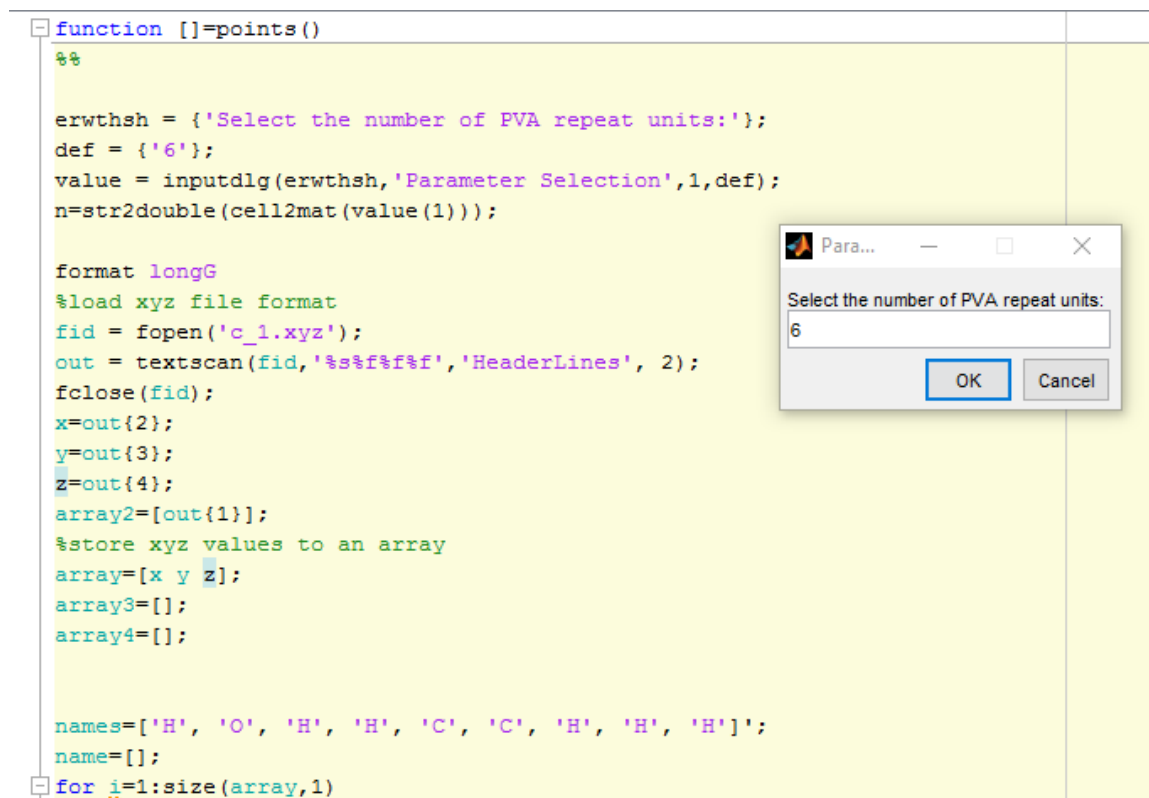 function []=points()
%%
erwthsh = {'Select the number of PVA repeat units:'};
def = {'6'};
value = inputdlg(erwthsh,'Parameter Selection',1,def);
n=str2double(cell2mat(value(1)));
format longG
%load xyz file format
fid = fopen('c_1.xyz');
out = textscan(fid,'%s%f%f%f','HeaderLines', 2);
fclose(fid);
x=out{2};
y=out{3};
z=out{4};
array2=[out{1}];
%store xyz values to an array
array=[x y z];
array3=[];
array4=[];
names=['H', 'O', 'H', 'H', 'C', 'C', 'H', 'H', 'H']';
name=[];
for i=1:size(array,1)
Para...
Select the number of PVA repeat units:
6
OK
Cancel